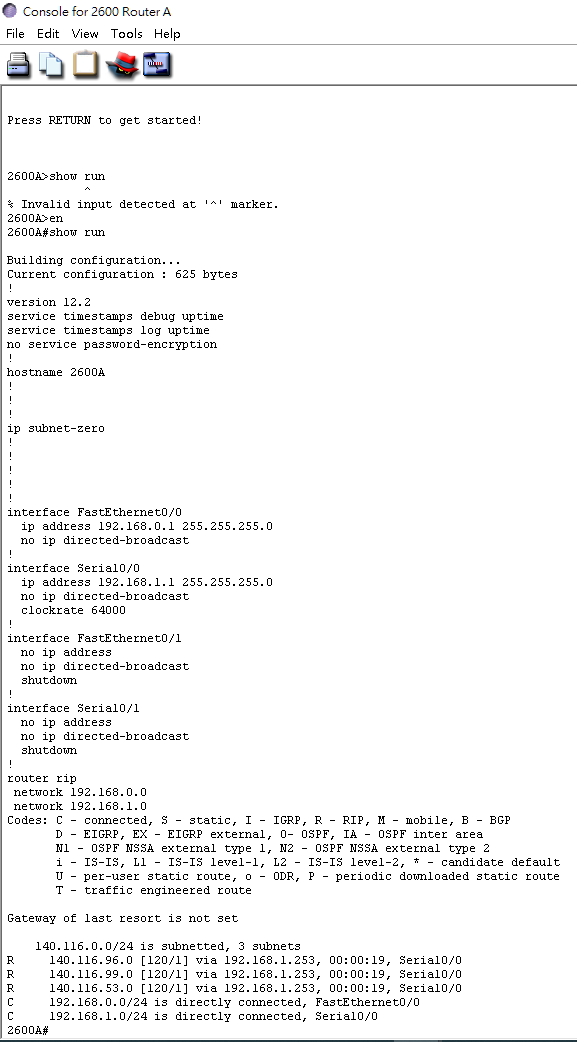 Console for 2600 Router A
File Edit View Tools Help
Press RETURN to get started!
2600A>show run
^
% Invalid input detected at '^' marker.
2600A>en
2600A#show run
Building configuration...
Current configuration : 625 bytes
!
version 12.2
service timestamps debug uptime
service timestamps log uptime
no service password-encryption
!
hostname 2600A
!
!
!
ip subnet-zero
!
!
!
!
!
interface FastEthernet0/0
ip address 192.168.0.1 255.255.255.0
no ip directed-broadcast
!
interface Serial0/0
ip address 192.168.1.1 255.255.255.0
no ip directed-broadcast
clockrate 64000
!
interface FastEthernet0/1
no ip address
no ip directed-broadcast
shutdown
!
interface Serial0/1
no ip address
no ip directed-broadcast
shutdown
!
router rip
network 192.168.0.0
network 192.168.1.0
Codes: C - connected, S - static, I - IGRP, R - RIP, M - mobile, B - BGP
D - EIGRP, EX - EIGRP external, O- OSPF, IA - OSPF inter area
N1 - OSPF NSSA external type 1, N2 - OSPF NSSA external type 2
i - IS-IS, L1 - IS-IS level-1, L2 - IS-IS level-2, * - candidate default
U - per-user static route, o - ODR, P - periodic downloaded static route
T - traffic engineered route
Gateway of last resort is not set
140.116.0.0/24 is subnetted, 3 subnets
R 140.116.96.0 [120/1] via 192.168.1.253, 00:00:19, Serial0/0
R 140.116.99.0 [120/1] via 192.168.1.253, 00:00:19, Serial0/0
R 140.116.53.0 [120/1] via 192.168.1.253, 00:00:19, Serial0/0
C 192.168.0.0/24 is directly connected, FastEthernet0/0
C 192.168.1.0/24 is directly connected, Serial0/0
2600A#